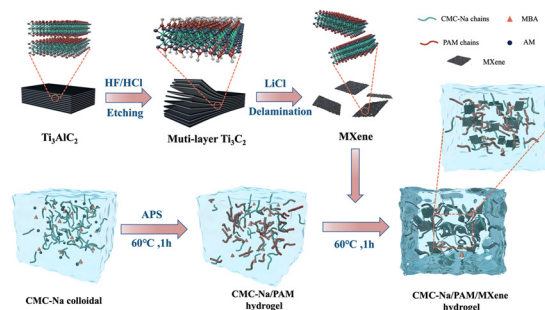 CMC-Na chains
MBA
PAM chains
AM
MXene
HF/HCl
Etching
LiCl
Delamination
Ti₃AlC₂
Muti-layer Ti₃C₂
MXene
APS
60℃ ,1h
60℃ ,1h
CMC-Na colloidal
CMC-Na/PAM
hydrogel
CMC-Na/PAM/MXene
hydrogel